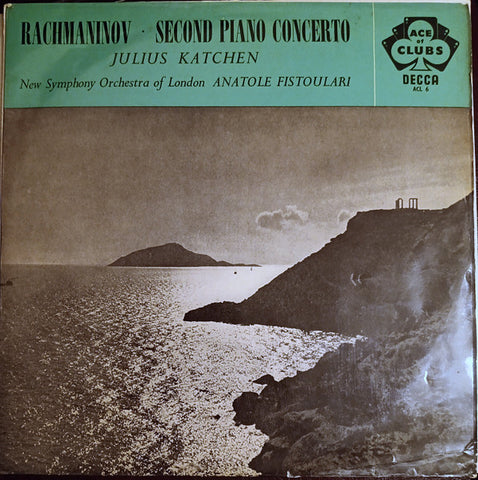 RACHMANINOV · SECOND PIANO CONCERTO
JULIUS KATCHEN
New Symphony Orchestra of London ANATOLE FISTOULARI
ACE
of
CLUBS
DECCA
ACL 6